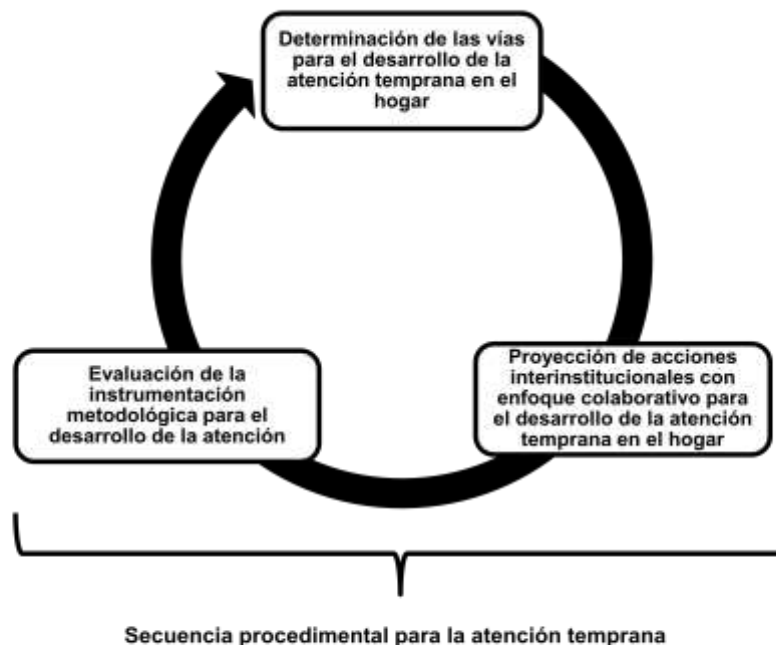 Determinación de las vías
para el desarrollo de la
atención temprana en el
hogar
Proyección de acciones
interinstitucionales con
enfoque colaborativo para
el desarrollo de la atención
temprana en el hogar
Evaluación de la
instrumentación
metodológica para el
desarrollo de la atención
Secuencia procedimental para la atención temprana